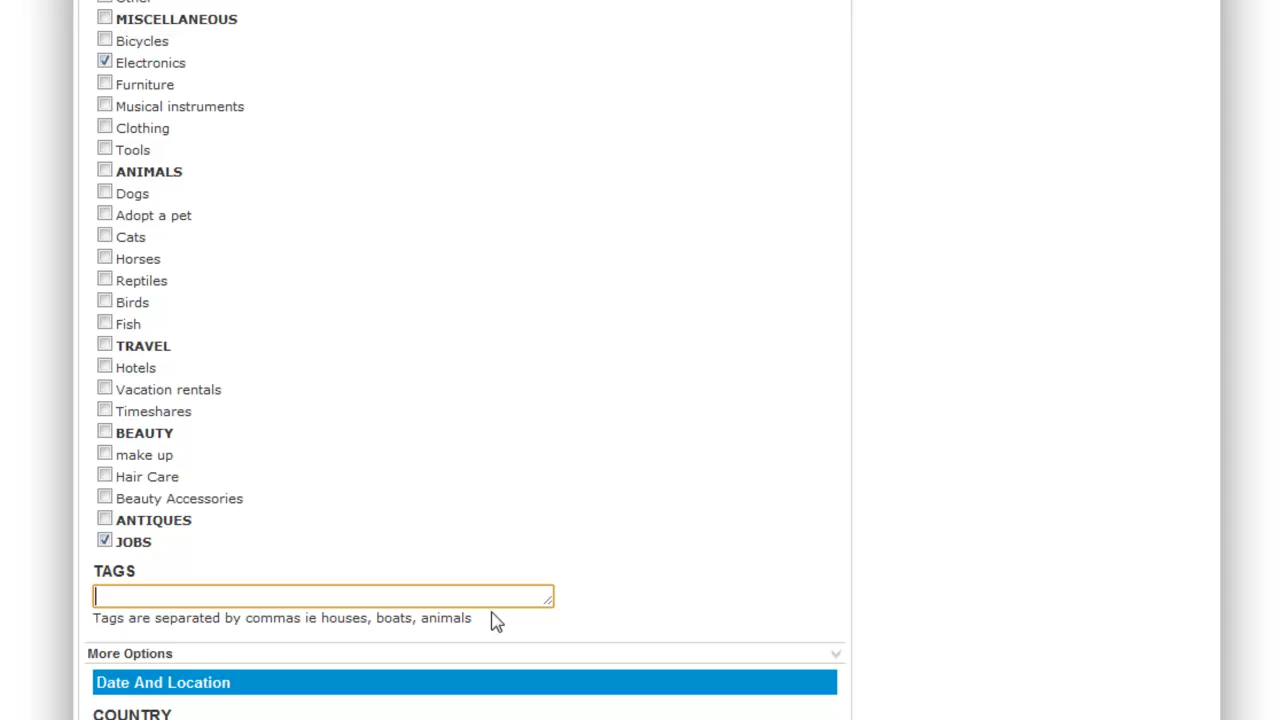 Other
MISCELLANEOUS
Bicycles
Electronics
Furniture
Musical instruments
Clothing
Tools
ANIMALS
Dogs
Adopt a pet
Cats
Horses
Reptiles
Birds
Fish
TRAVEL
Hotels
Vacation rentals
Timeshares
BEAUTY
make up
Hair Care
Beauty Accessories
ANTIQUES
JOBS
TAGS
Tags are separated by commas ie houses, boats, animals
More Options
Date And Location
COUNTRY